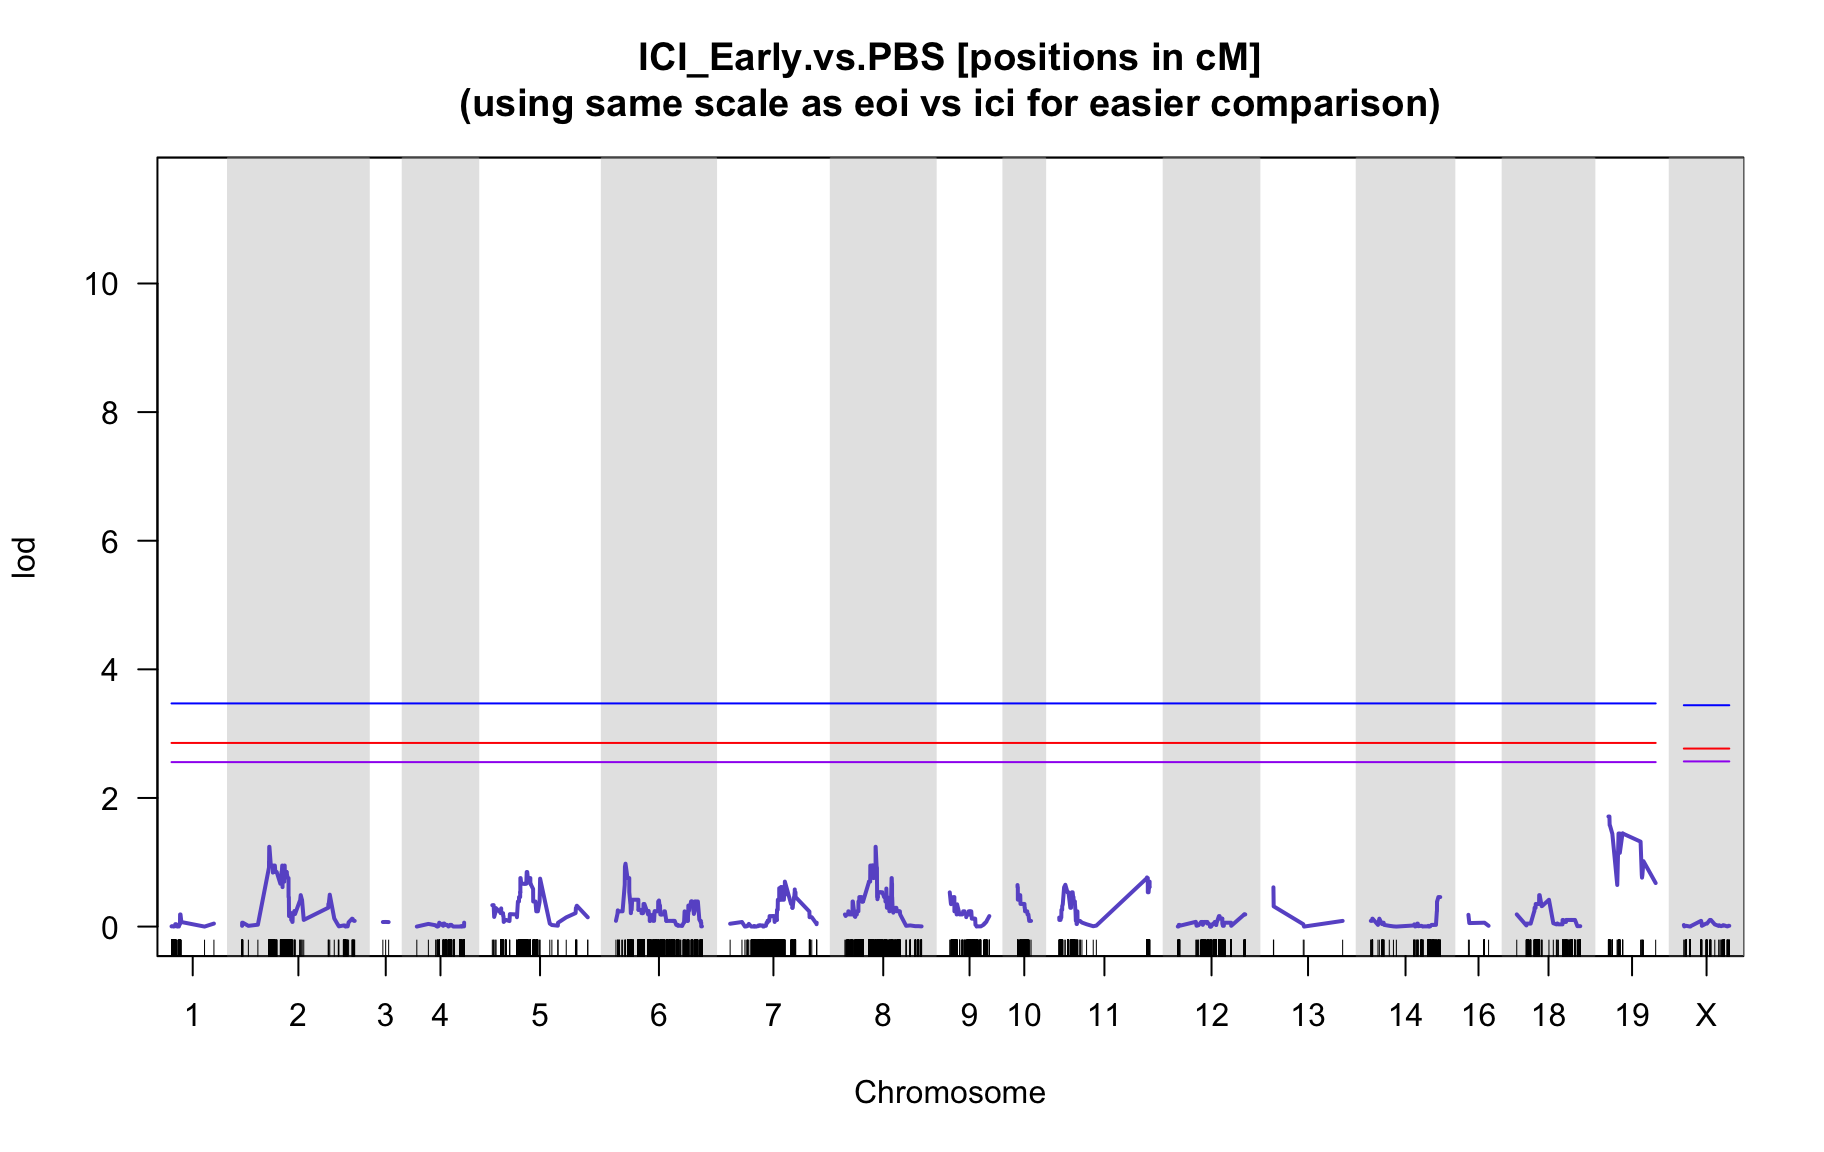 ICI_Early.vs.PBS [positions in cM]
(using same scale as eoi vs ici for easier comparison)
10
8
6
4
2
0
lod
1 2 3 4 5 6 7 8 9 10 11 12 13 14 16 18 19 X
Chromosome